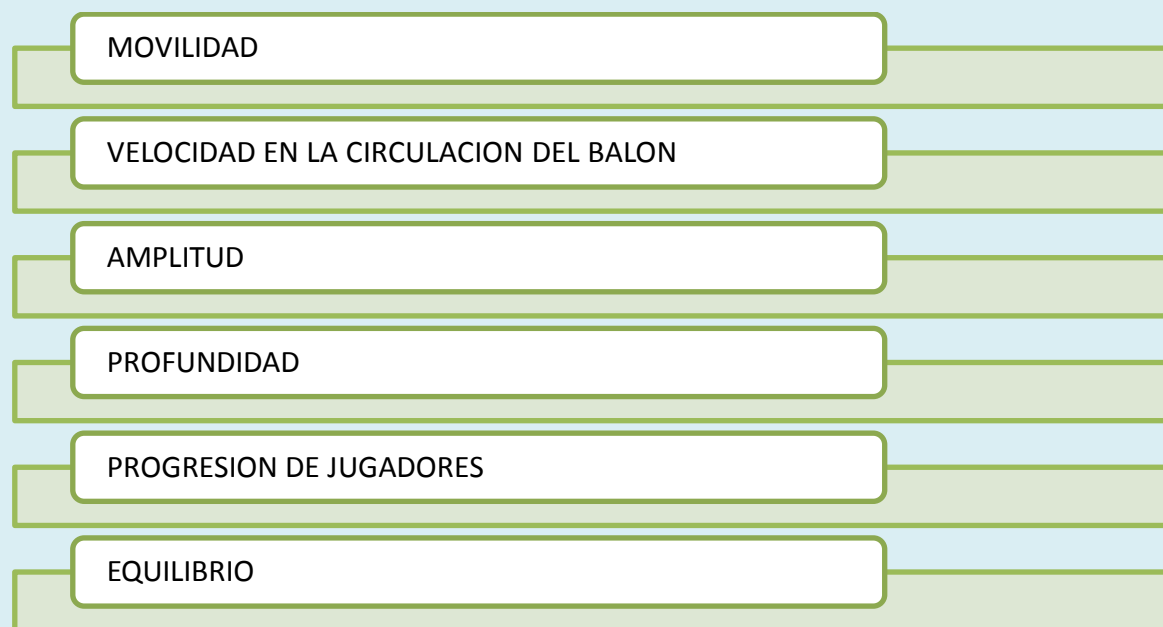 MOVILIDAD
VELOCIDAD EN LA CIRCULACION DEL BALON
AMPLITUD
PROFUNDIDAD
PROGRESION DE JUGADORES
EQUILIBRIO